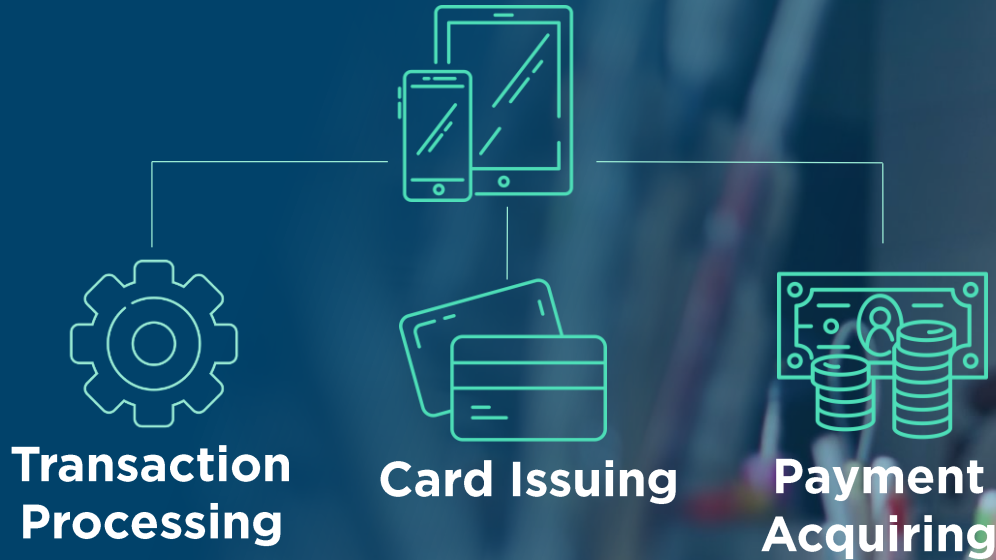 Transaction
Processing
Card Issuing
Payment
Acquiring